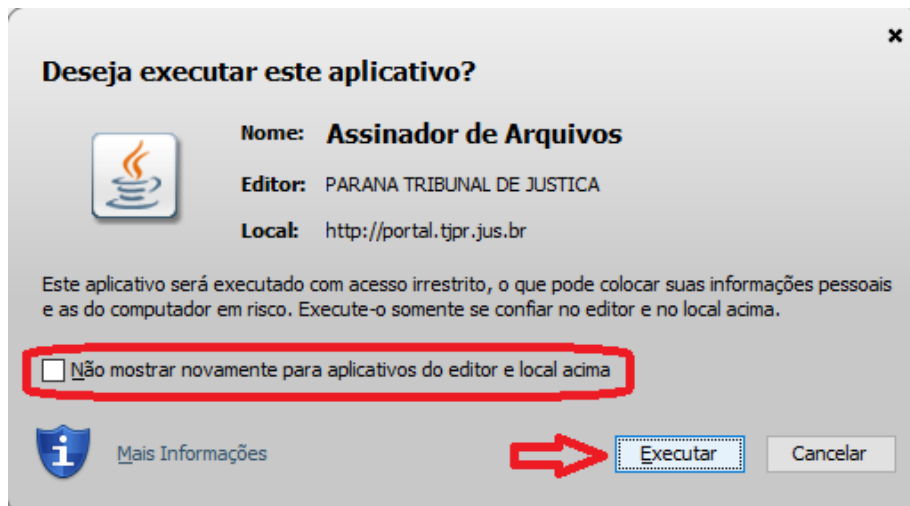 Deseja executar este aplicativo?
Nome: Assinador de Arquivos
Editor: PARANA TRIBUNAL DE JUSTICA
Local: http://portal.tjpr.jus.br
Este aplicativo será executado com acesso irrestrito, o que pode colocar suas informações pessoais
e as do computador em risco. Execute-o somente se confiar no editor e no local acima.
Não mostrar novamente para aplicativos do editor e local acima
Mais Informações
Executar
Cancelar